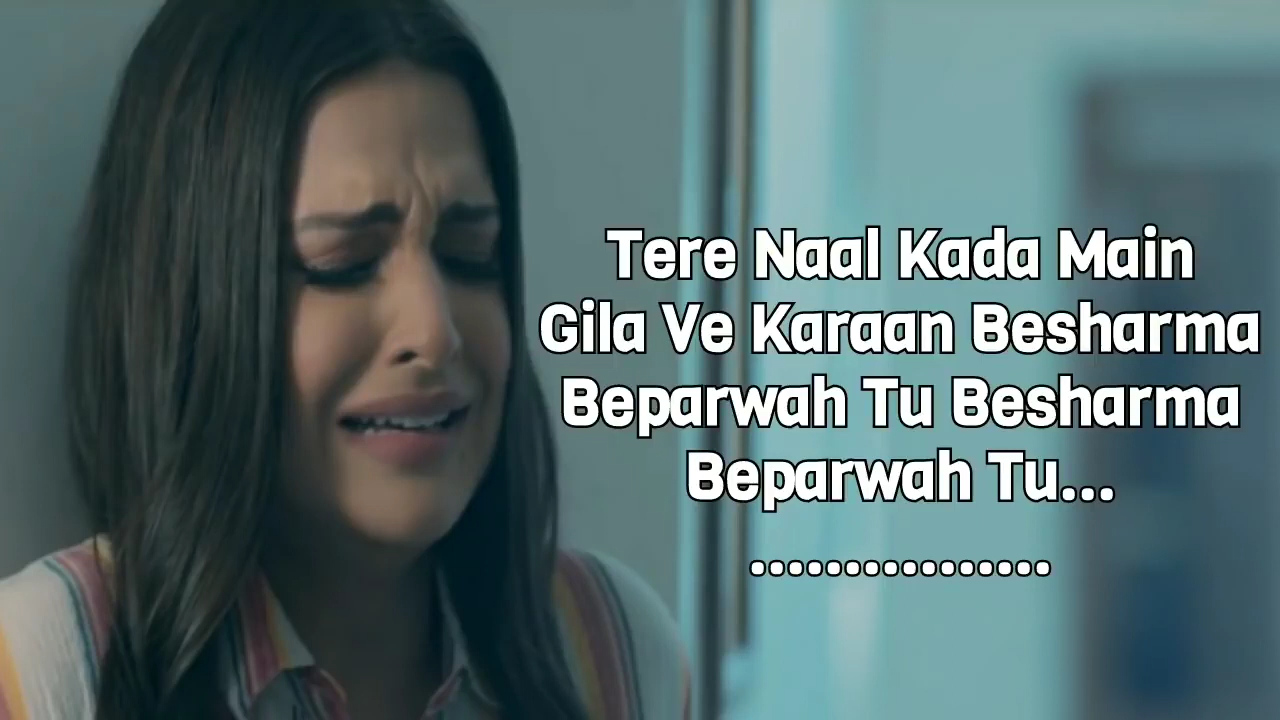 Tere Naal Kada Main
Gila Ve Karaan Besharma
Beparwah Tu Besharma
Beparwah Tu...
................